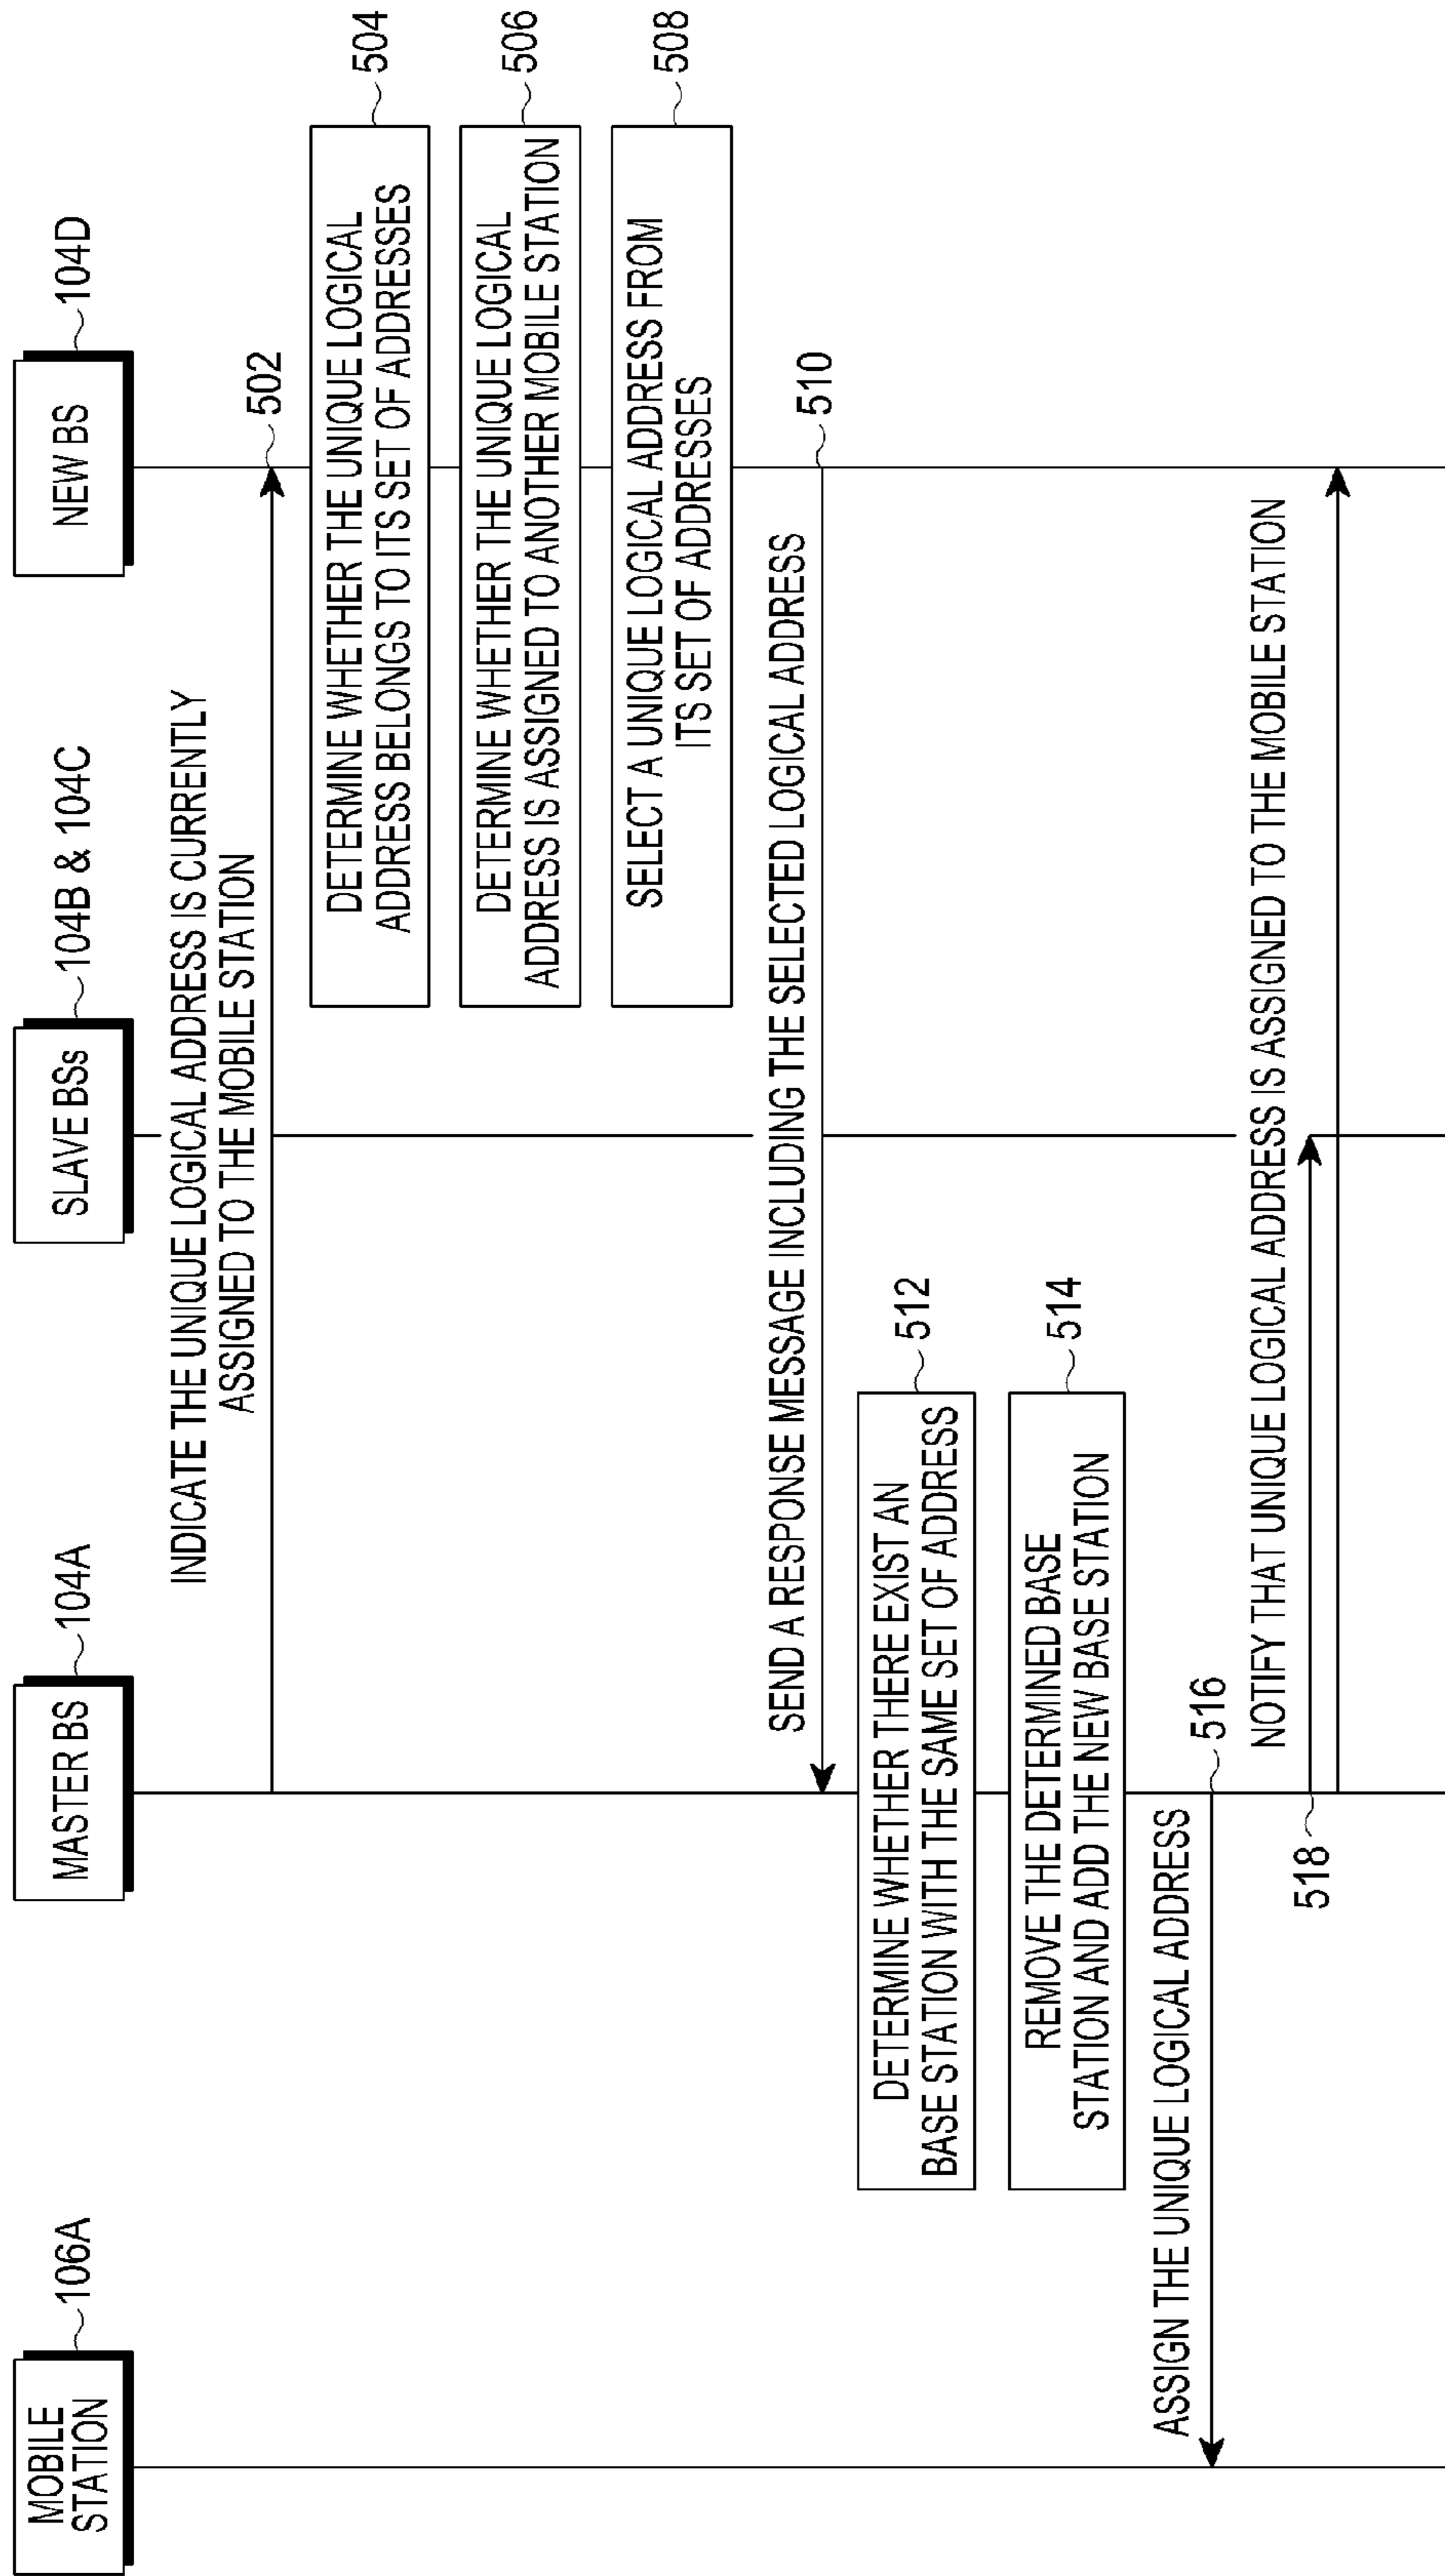 MOBILE
STATION
106A
MASTER BS
104A
SLAVE BSs
104B & 104C
NEW BS
104D
INDICATE THE UNIQUE LOGICAL ADDRESS IS CURRENTLY
ASSIGNED TO THE MOBILE STATION
502
DETERMINE WHETHER THE UNIQUE LOGICAL
ADDRESS BELONGS TO ITS SET OF ADDRESSES
504
DETERMINE WHETHER THE UNIQUE LOGICAL
ADDRESS IS ASSIGNED TO ANOTHER MOBILE STATION
506
SELECT A UNIQUE LOGICAL ADDRESS FROM
ITS SET OF ADDRESSES
508
SEND A RESPONSE MESSAGE INCLUDING THE SELECTED LOGICAL ADDRESS
510
DETERMINE WHETHER THERE EXIST AN
BASE STATION WITH THE SAME SET OF ADDRESS
512
REMOVE THE DETERMINED BASE
STATION AND ADD THE NEW BASE STATION
514
ASSIGN THE UNIQUE LOGICAL ADDRESS
516
NOTIFY THAT UNIQUE LOGICAL ADDRESS IS ASSIGNED TO THE MOBILE STATION
518